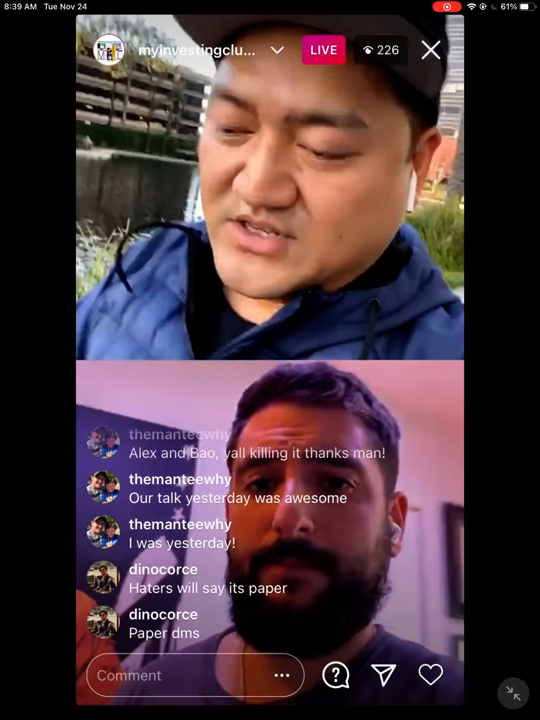 8:39 AM Tue Nov 24
61%
myinvestingclu...
LIVE
226
themanteewhy
Alex and Bao, yall killing it thanks man!
themanteewhy
Our talk yesterday was awesome
themanteewhy
I was yesterday!
dinocorce
Haters will say its paper
dinocorce
Paper dms
Comment